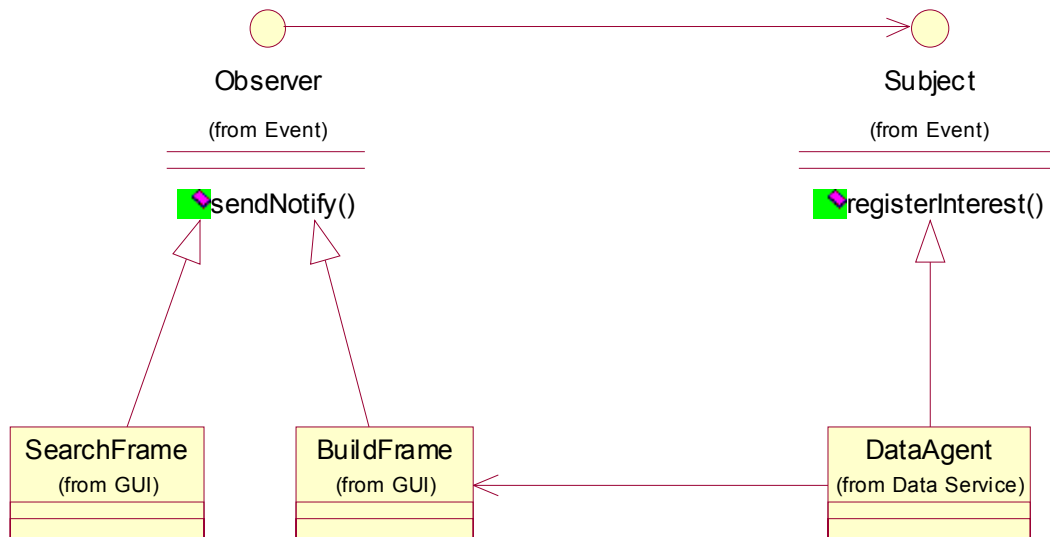 Observer
Subject
(from Event)
(from Event)
sendNotify()
registerInterest()
SearchFrame
BuildFrame
DataAgent
(from GUI)
(from GUI)
(from Data Service)